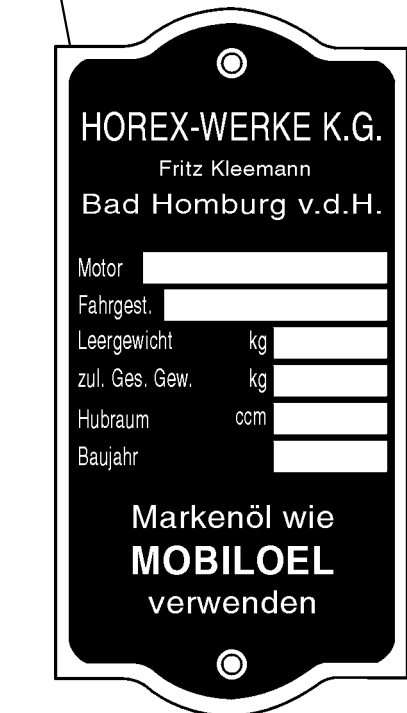 HOREX-WERKE K.G.
Fritz Kleemann
Bad Homburg v.d.H.
Motor
Fahrgest.
Leergewicht kg
zul. Ges. Gew. kg
Hubraum ccm
Baujahr
Markenöl wie
MOBILOEL
verwenden